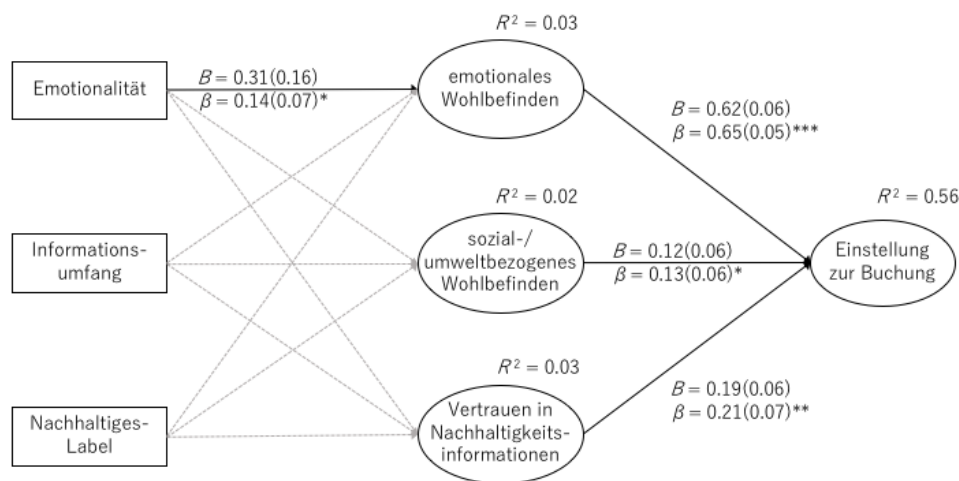 R² = 0.03
Emotionalität
B = 0.31(0.16)
β = 0.14(0.07)*
emotionales
Wohlbefinden
B = 0.62(0.06)
β = 0.65(0.05)***
R² = 0.02
R² = 0.56
Informations-
umfang
sozial-/
umweltbezogenes
Wohlbefinden
B = 0.12(0.06)
β = 0.13(0.06)*
Einstellung
zur Buchung
R² = 0.03
B = 0.19(0.06)
β = 0.21(0.07)**
Nachhaltiges-
Label
Vertrauen in
Nachhaltigkeits-
informationen